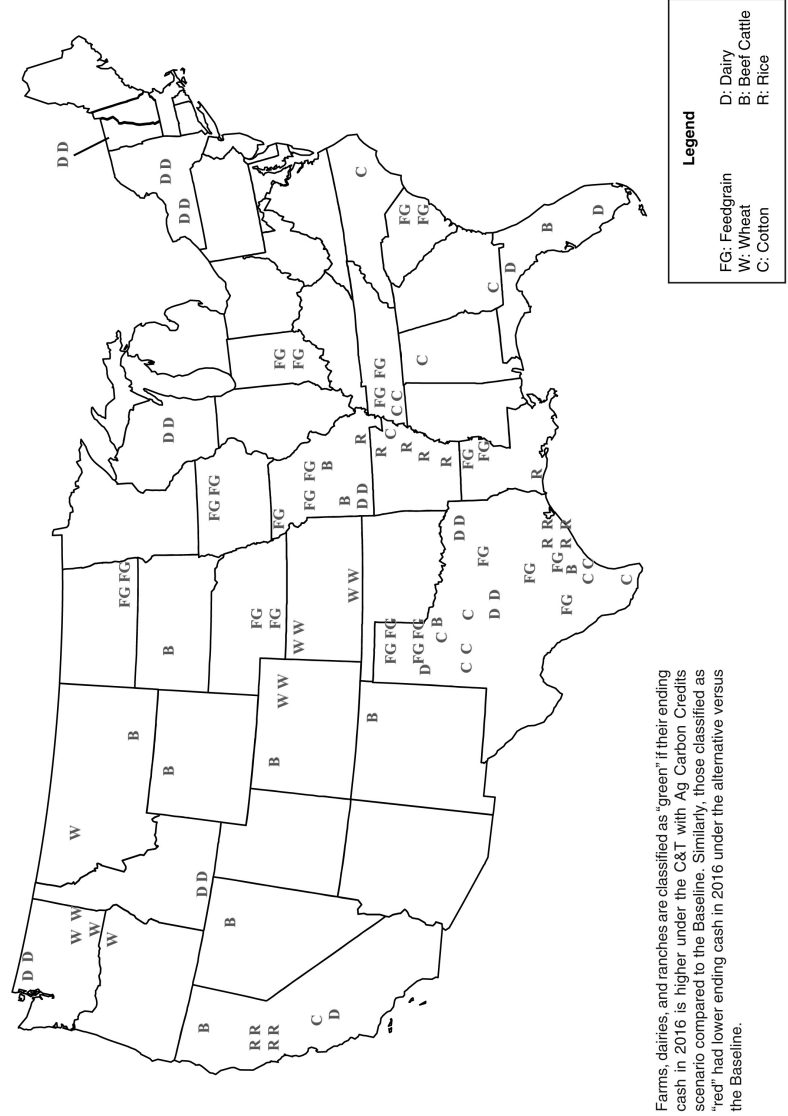 D D
D D
D D
D D
W W
W
W
W
B
FG FG
B
B
D D
B
B
FG
FG
FG FG
D D
FG
FG
B
R R
R R
C
D
B
W W
W W
W W
FG
FG FG
B
B
D D
R
B
FG FG
FG FG
D
B
C
C C
C
D D
FG
D D
FG
FG
FG
B
R R
R R
C C
C
R
C
R
R
R
FG
FG
R
FG FG
C C
C
C
C
FG
FG
D
B
D
Legend
FG: Feedgrain
D: Dairy
W: Wheat
B: Beef Cattle
C: Cotton
R: Rice
Farms, dairies, and ranches are classified as “green” if their ending
cash in 2016 is higher under the C&T with Ag Carbon Credits
scenario compared to the Baseline. Similarly, those classified as
“red” had lower ending cash in 2016 under the alternative versus
the Baseline.